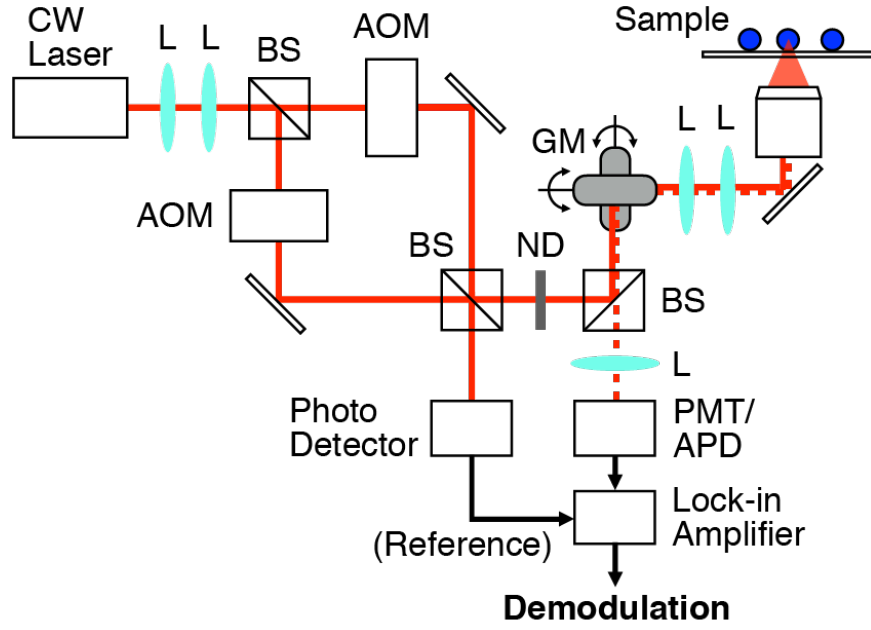 CW
Laser
L
L
BS
AOM
Sample
AOM
GM
L
L
BS
ND
BS
L
Photo
Detector
PMT/
APD
(Reference)
Lock-in
Amplifier
Demodulation